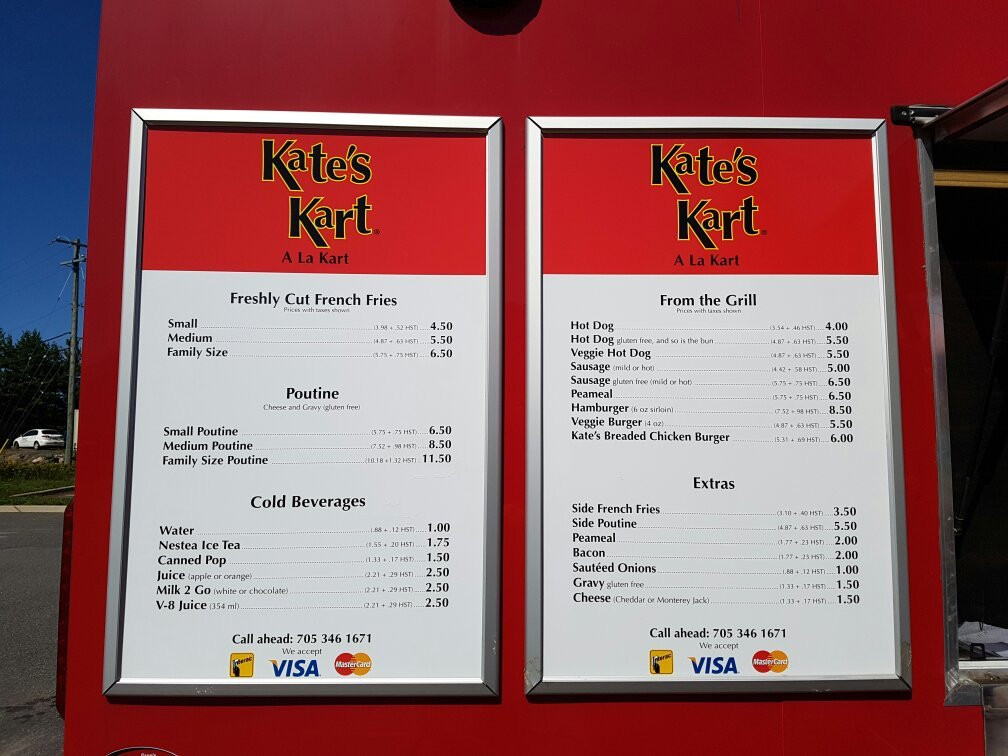 Kate's
Kart®
A La Kart
Freshly Cut French Fries
Prices with taxes shown
Small (3.98 + .52 HST) 4.50
Medium (4.87 + .63 HST) 5.50
Family Size (5.75 + .75 HST) 6.50
Poutine
Cheese and Gravy (gluten free)
Small Poutine (5.75 + .75 HST) 6.50
Medium Poutine (7.52 + .98 HST) 8.50
Family Size Poutine (10.18 +1.32 HST) 11.50
Cold Beverages
Water (.88 + .12 HST) 1.00
Nestea Ice Tea (1.55 + .20 HST) 1.75
Canned Pop (1.33 + .17 HST) 1.50
Juice (apple or orange) (2.21 + .29 HST) 2.50
Milk 2 Go (white or chocolate) (2.21 + .29 HST) 2.50
V-8 Juice (354 ml) (2.21 + .29 HST) 2.50
Call ahead: 705 346 1671
We accept
Interac VISA MasterCard
Kate's
Kart®
A La Kart
From the Grill
Prices with taxes shown
Hot Dog (3.54 + .46 HST) 4.00
Hot Dog gluten free, and so is the bun (4.87 + .63 HST) 5.50
Veggie Hot Dog (4.87 + .63 HST) 5.50
Sausage (mild or hot) (4.42 + .58 HST) 5.00
Sausage gluten free (mild or hot) (5.75 + .75 HST) 6.50
Peameal (5.75 + .75 HST) 6.50
Hamburger (6 oz sirloin) (7.52 + .98 HST) 8.50
Veggie Burger (4 oz) (4.87 + .63 HST) 5.50
Kate's Breaded Chicken Burger (5.31 + .69 HST) 6.00
Extras
Side French Fries (3.10 + .40 HST) 3.50
Side Poutine (4.87 + .63 HST) 5.50
Peameal (1.77 + .23 HST) 2.00
Bacon (1.77 + .23 HST) 2.00
Sautéed Onions (.88 + .12 HST) 1.00
Gravy gluten free (1.33 + .17 HST) 1.50
Cheese (Cheddar or Monterey Jack) (1.33 + .17 HST) 1.50
Call ahead: 705 346 1671
We accept
Interac VISA MasterCard